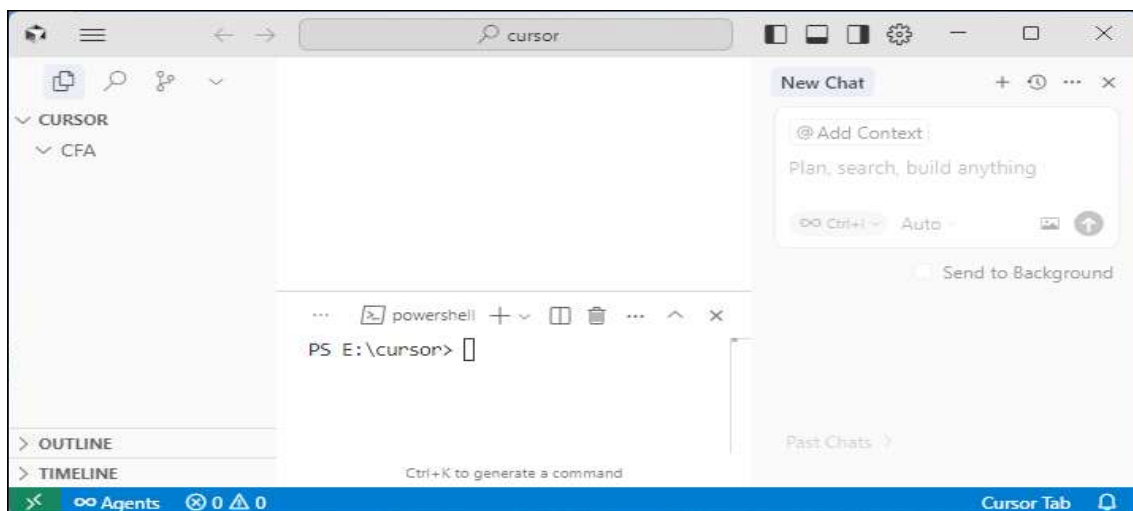 cursor
CURSOR
CFA
OUTLINE
TIMELINE
powershell
PS E:\cursor>
Ctrl+K to generate a command
New Chat
@ Add Context
Plan, search, build anything
Ctrl+I Auto
Send to Background
Past Chats
Agents 0 0 Cursor Tab